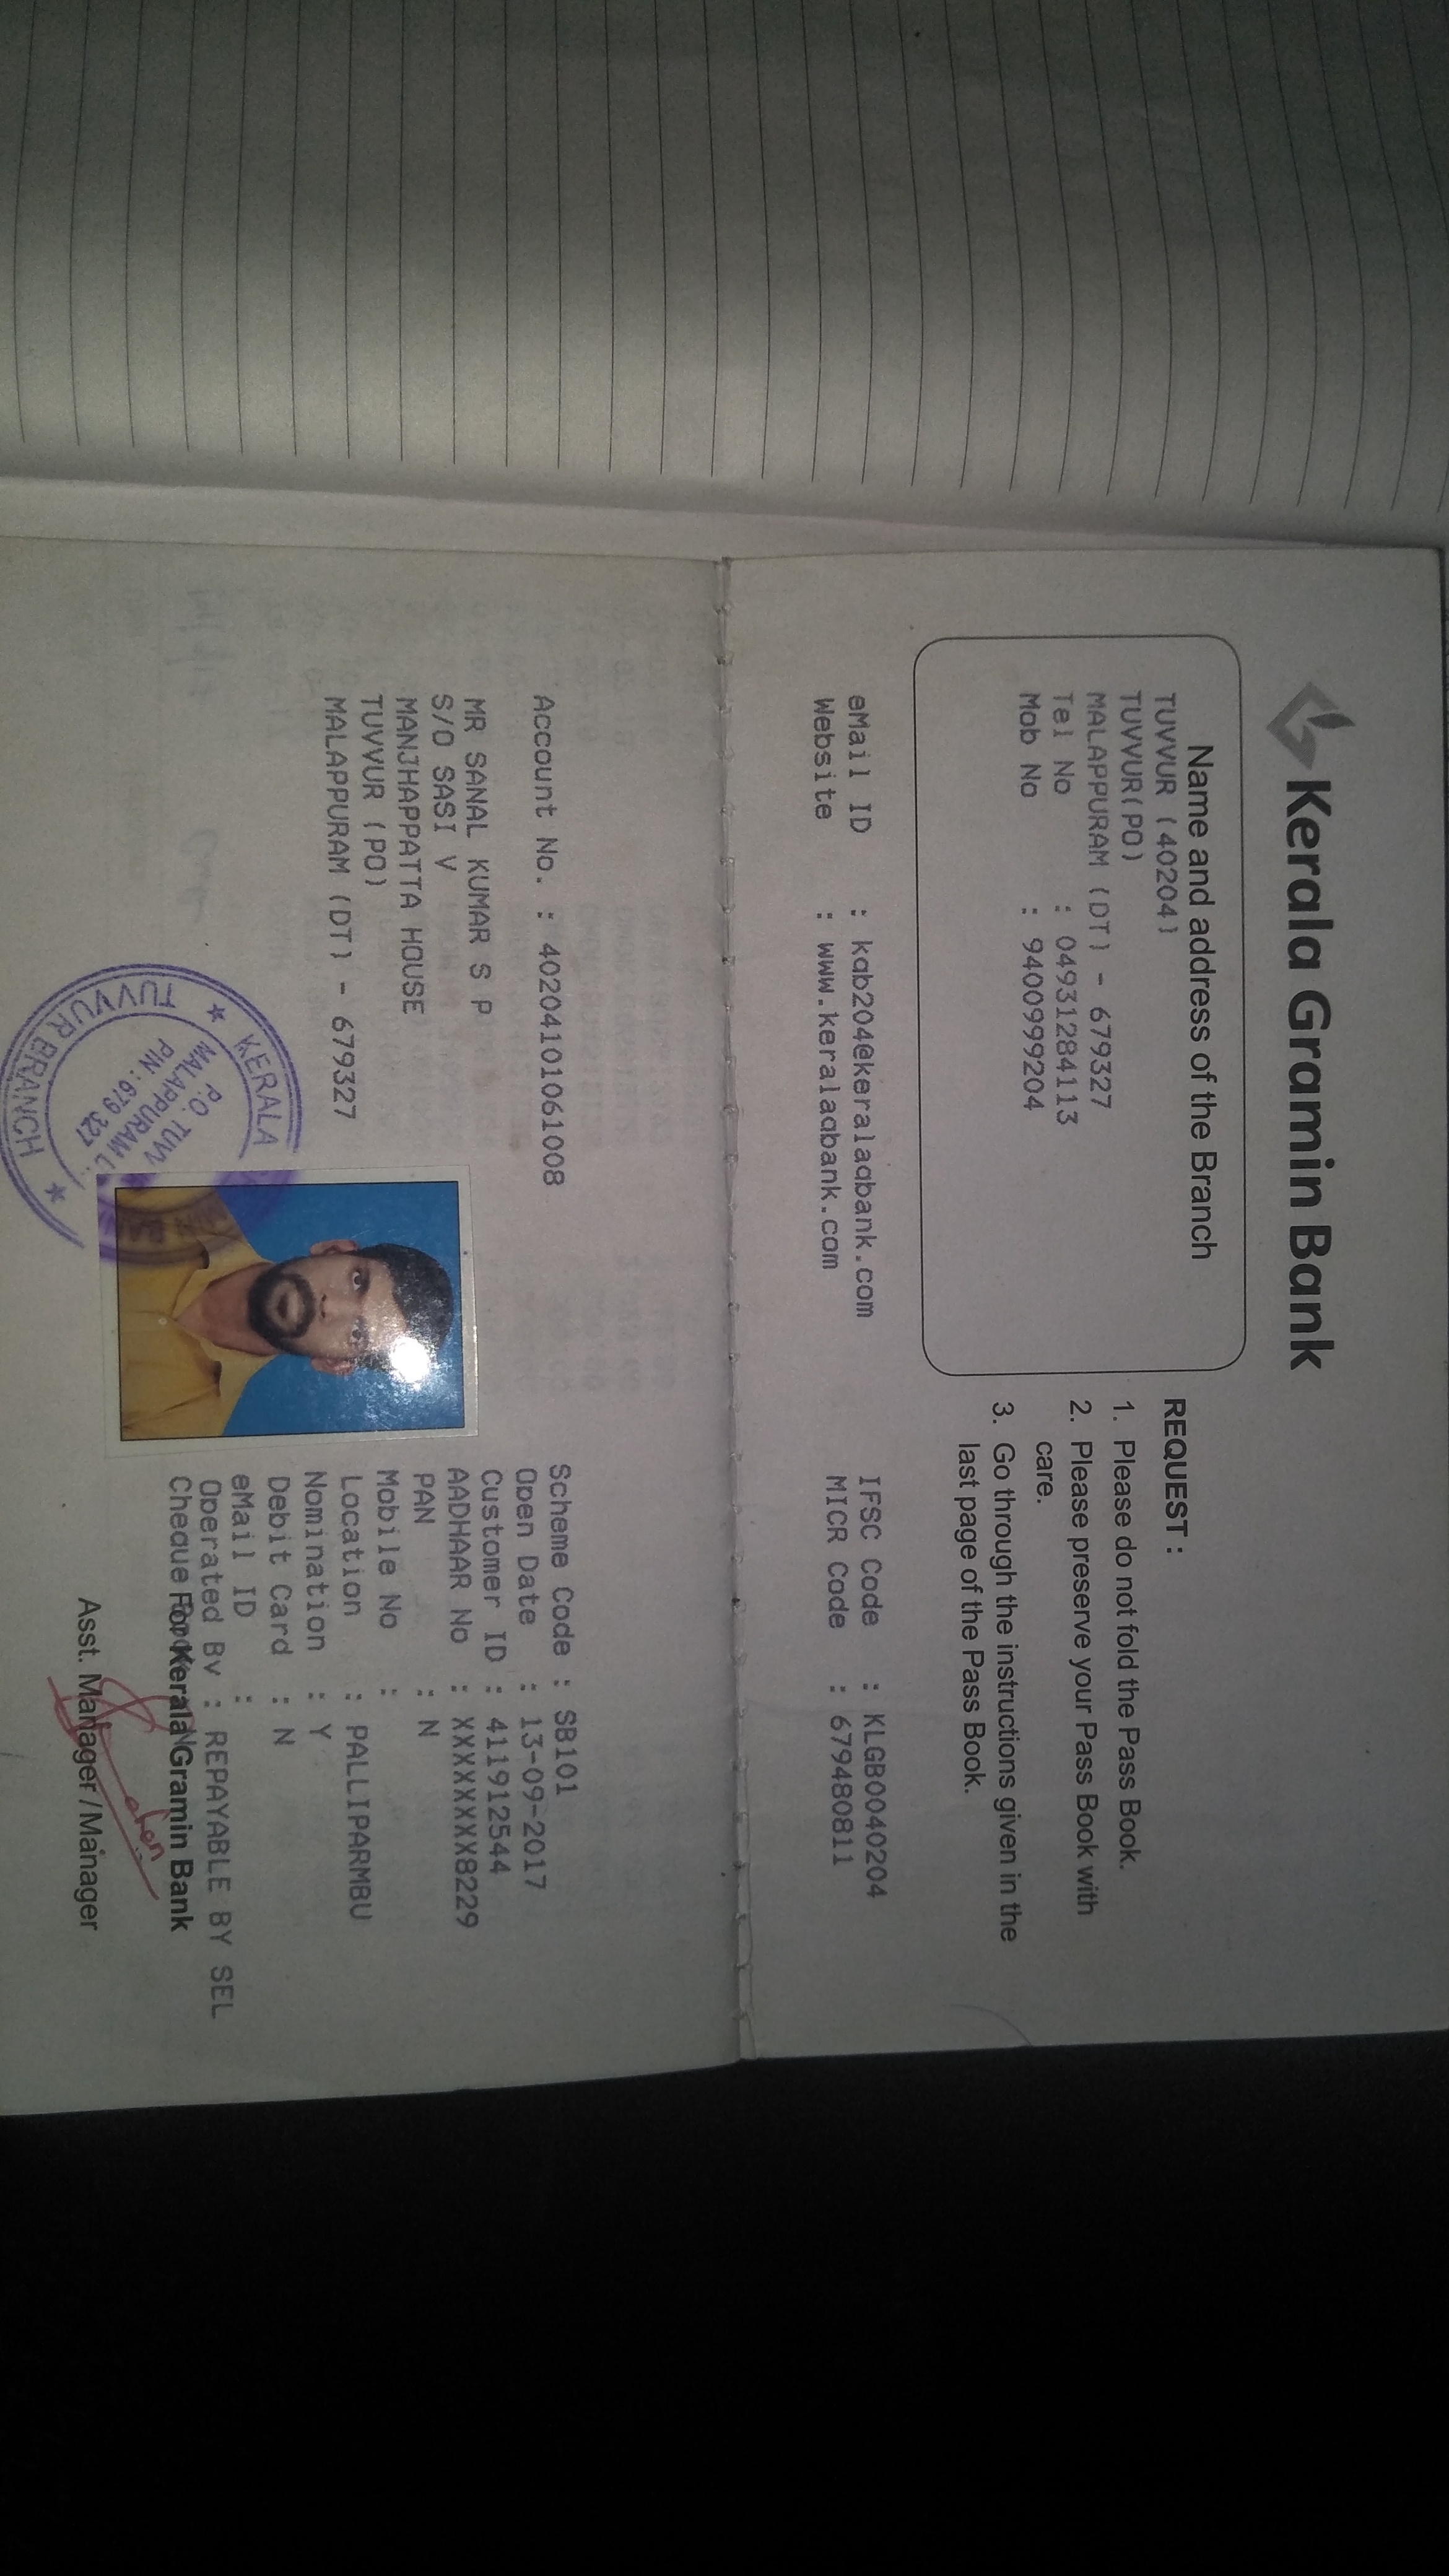 Kerala Gramin Bank
Name and address of the Branch
TUVVUR (40204)
TUVVUR(PO)
MALAPPURAM (DT) - 679327
Tel No : 04931284113
Mob No : 9400999204
REQUEST :
1. Please do not fold the Pass Book.
2. Please preserve your Pass Book with
care.
3. Go through the instructions given in the
last page of the Pass Book.
eMail ID : kgb204@keralagbank.com
Website : www.keralagbank.com
IFSC Code : KLGB0040204
MICR Code : 679480811
Account No. : 40204101061008
MR SANAL KUMAR S P
S/O SASI V
MANJHAPPATTA HOUSE
TUVVUR (PO)
MALAPPURAM (DT) - 679327
Scheme Code : SB101
Open Date : 13-09-2017
Customer ID : 411912544
AADHAAR No : XXXXXXXX8229
PAN : N
Mobile No :
Location : PALLIPARMBU
Nomination : Y
Debit Card : N
eMail ID :
Operated By : REPAYABLE BY SEL
Cheque
For Kerala Gramin Bank
Asst. Manager / Manager
KERALA
TUVVUR BRANCH
P.O. TUVV
MALAPPURAM
PIN : 679 327